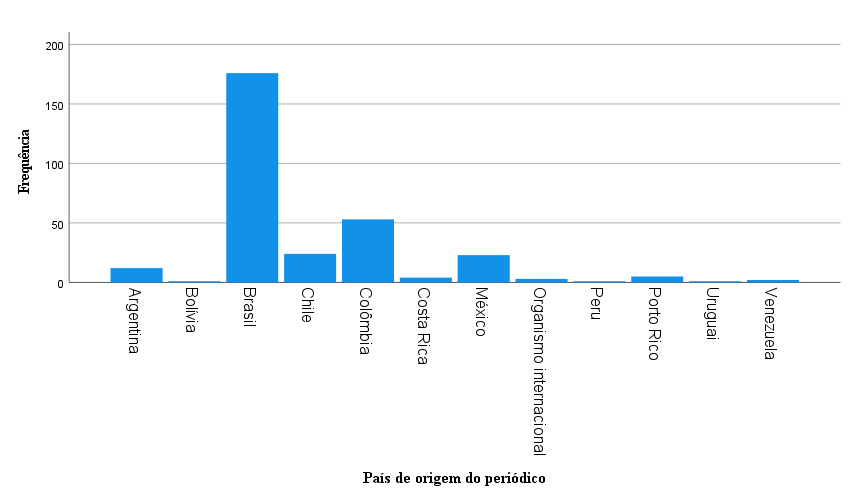 200
150
100
50
0
Frequência
Argentina
Bolívia
Brasil
Chile
Colômbia
Costa Rica
México
Organismo internacional
Peru
Porto Rico
Uruguai
Venezuela
País de origem do periódico